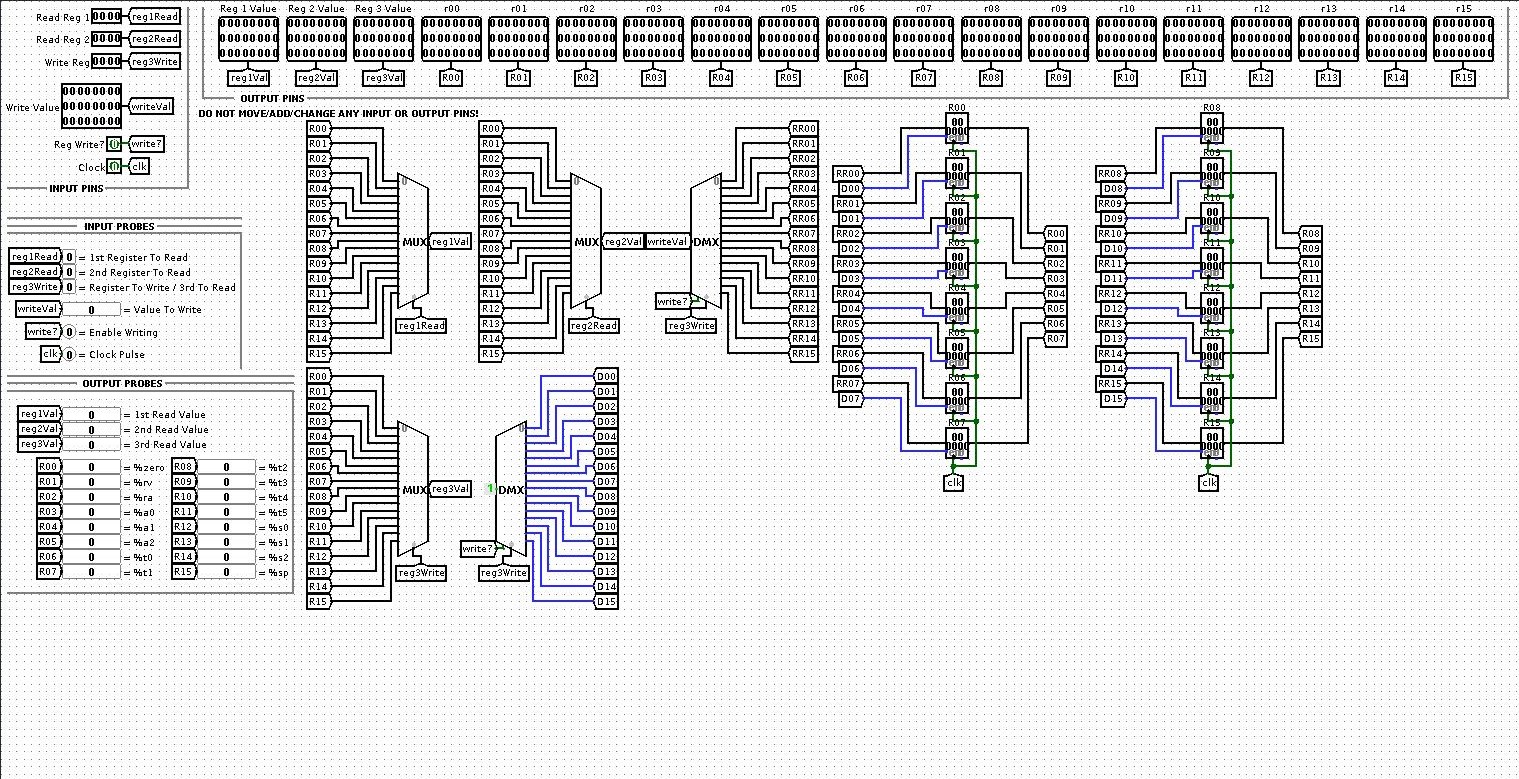 Read Reg 1 0000 reg1Read
Read Reg 2 0000 reg2Read
Write Reg 0000 reg3Write
Write Value 00000000 00000000 00000000 writeVal
Reg Write? 0 write?
Clock 0 clk
INPUT PINS
Reg 1 Value Reg 2 Value Reg 3 Value r00 r01 r02 r03 r04 r05 r06 r07 r08 r09 r10 r11 r12 r13 r14 r15
reg1Val reg2Val reg3Val R00 R01 R02 R03 R04 R05 R06 R07 R08 R09 R10 R11 R12 R13 R14 R15
OUTPUT PINS
DO NOT MOVE/ADD/CHANGE ANY INPUT OR OUTPUT PINS!
INPUT PROBES
reg1Read 0 = 1st Register To Read
reg2Read 0 = 2nd Register To Read
reg3Write 0 = Register To Write / 3rd To Read
writeVal 0 = Value To Write
write? 0 = Enable Writing
clk 0 = Clock Pulse
OUTPUT PROBES
reg1Val 0 = 1st Read Value
reg2Val 0 = 2nd Read Value
reg3Val 0 = 3rd Read Value
R00 0 = %zero R08 0 = %t2
R01 0 = %rv R09 0 = %t3
R02 0 = %ra R10 0 = %t4
R03 0 = %a0 R11 0 = %t5
R04 0 = %a1 R12 0 = %s0
R05 0 = %a2 R13 0 = %s1
R06 0 = %t0 R14 0 = %s2
R07 0 = %t1 R15 0 = %sp
R00
R01
R02
R03
R04
R05
R06
R07
R08
R09
R10
R11
R12
R13
R14
R15
0
MUX reg1Val
reg1Read
R00
R01
R02
R03
R04
R05
R06
R07
R08
R09
R10
R11
R12
R13
R14
R15
0
MUX reg2Val
reg2Read
writeVal DMX
0
write?
reg3Write
RR00
RR01
RR02
RR03
RR04
RR05
RR06
RR07
RR08
RR09
RR10
RR11
RR12
RR13
RR14
RR15
R00
R01
R02
R03
R04
R05
R06
R07
R08
R09
R10
R11
R12
R13
R14
R15
0
MUX reg3Val
reg3Write
1 DMX
0
write?
reg3Write
D00
D01
D02
D03
D04
D05
D06
D07
D08
D09
D10
D11
D12
D13
D14
D15
RR00
D00
RR01
D01
RR02
D02
RR03
D03
RR04
D04
RR05
D05
RR06
D06
RR07
D07
R00
R01
R02
R03
R04
R05
R06
R07
clk
R00
R01
R02
R03
R04
R05
R06
R07
RR08
D08
RR09
D09
RR10
D10
RR11
D11
RR12
D12
RR13
D13
RR14
D14
RR15
D15
R08
R09
R10
R11
R12
R13
R14
R15
clk
R08
R09
R10
R11
R12
R13
R14
R15